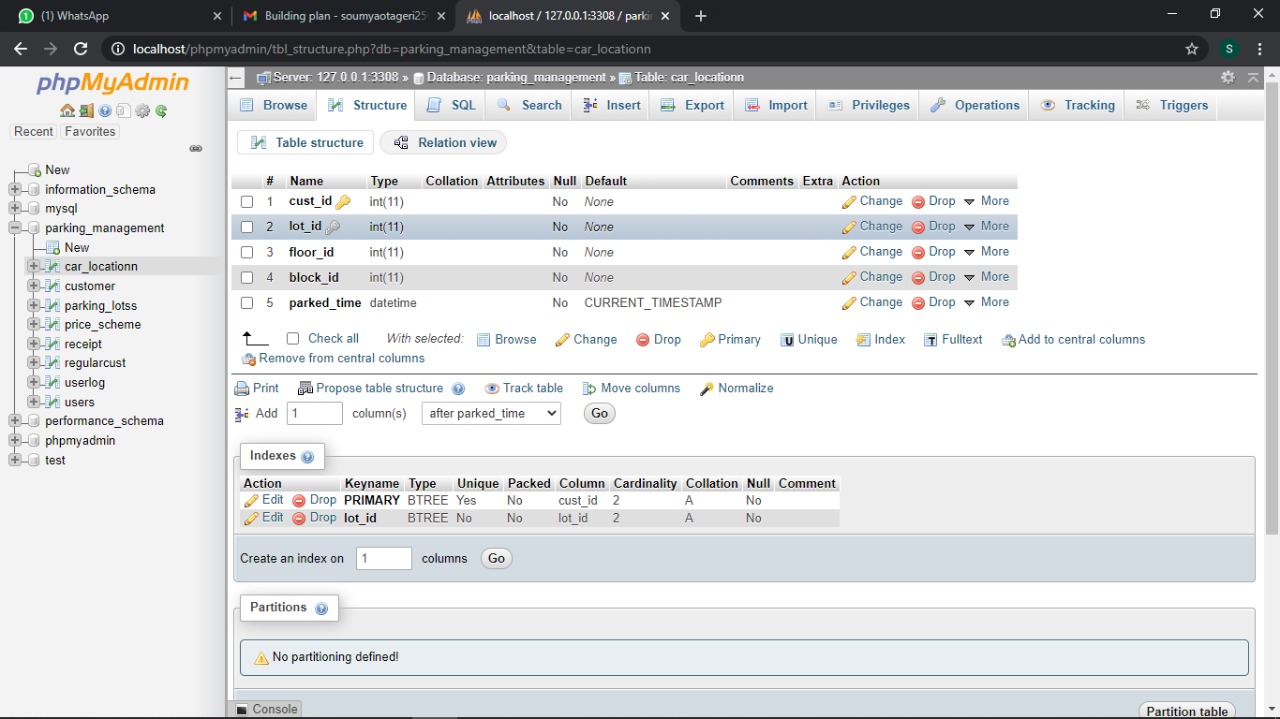 (1) WhatsApp
Building plan - soumyaotageri25
localhost / 127.0.0.1:3308 / parki
localhost/phpmyadmin/tbl_structure.php?db=parking_management&table=car_locationn
S
phpMyAdmin
Recent Favorites
New
information_schema
mysql
parking_management
New
car_locationn
customer
parking_lotss
price_scheme
receipt
regularcust
userlog
users
performance_schema
phpmyadmin
test
Server: 127.0.0.1:3308 » Database: parking_management » Table: car_locationn
Browse Structure SQL Search Insert Export Import Privileges Operations Tracking Triggers
Table structure Relation view
# Name Type Collation Attributes Null Default Comments Extra Action
1 cust_id int(11) No None Change Drop More
2 lot_id int(11) No None Change Drop More
3 floor_id int(11) No None Change Drop More
4 block_id int(11) No None Change Drop More
5 parked_time datetime No CURRENT_TIMESTAMP Change Drop More
Check all With selected: Browse Change Drop Primary Unique Index Fulltext Add to central columns
Remove from central columns
Print Propose table structure Track table Move columns Normalize
Add 1 column(s) after parked_time Go
Indexes
Action Keyname Type Unique Packed Column Cardinality Collation Null Comment
Edit Drop PRIMARY BTREE Yes No cust_id 2 A No
Edit Drop lot_id BTREE No No lot_id 2 A No
Create an index on 1 columns Go
Partitions
No partitioning defined!
Console
Partition table